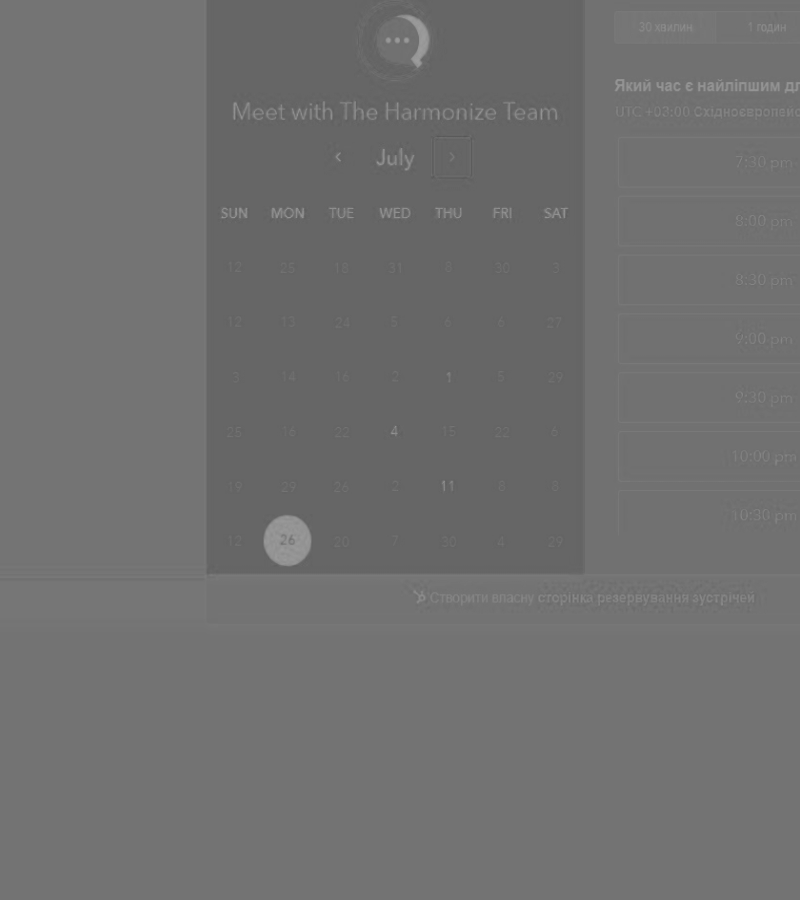 30 хвилин 1 годин
Який час є найліпшим дл
Meet with The Harmonize Team
July
SUN MON TUE WED THU FRI SAT
12 25 18 31 8 30 3
12 13 24 5 6 27
3 14 16 2 1 5 29
25 16 22 4 15 22 6
19 29 26 2 11 8 8
12 26 20 7 30 4 29
UTC +03:00 Східноєвропейс
7:30 pm
8:00 pm
8:30 pm
9:00 pm
9:30 pm
10:00 pm
10:30 pm
Створити власну сторінка резервування зустрічей